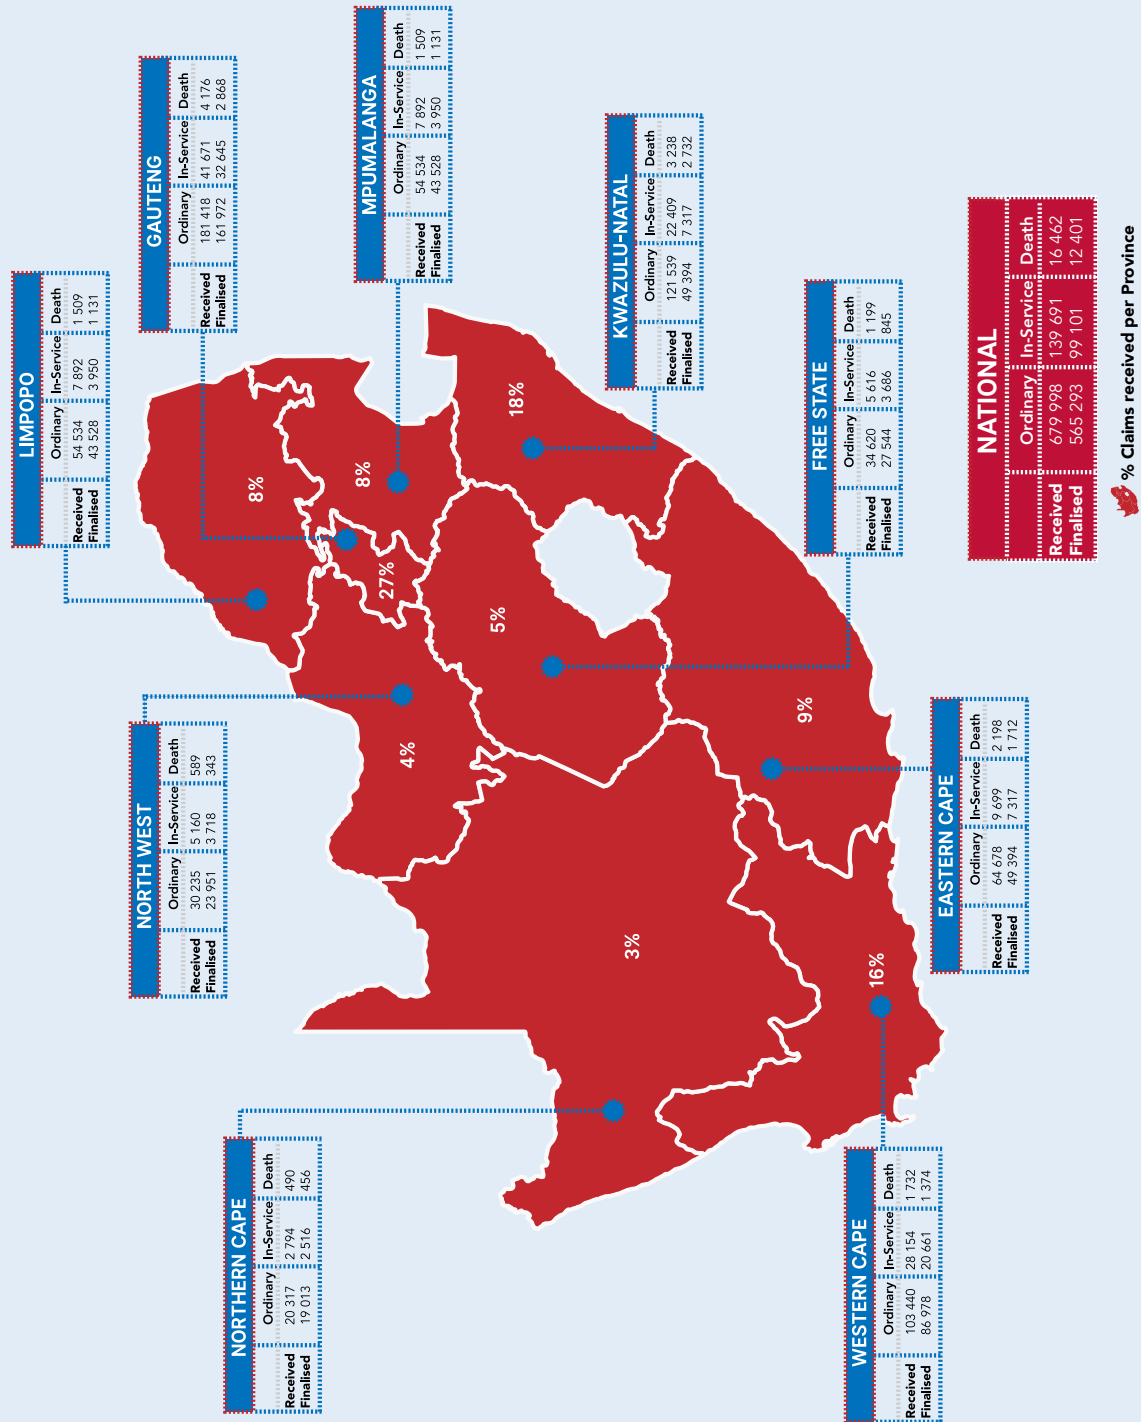 LIMPOPO
Ordinary In-Service Death
Received 54 534 7 892 1 509
Finalised 43 528 3 950 1 131
GAUTENG
Ordinary In-Service Death
Received 181 418 41 671 4 176
Finalised 161 972 32 645 2 868
MPUMALANGA
Ordinary In-Service Death
Received 54 534 7 892 1 509
Finalised 43 528 3 950 1 131
KWAZULU-NATAL
Ordinary In-Service Death
Received 121 539 22 409 3 238
Finalised 49 394 7 317 2 732
FREE STATE
Ordinary In-Service Death
Received 34 620 5 616 1 199
Finalised 27 544 3 686 845
NORTH WEST
Ordinary In-Service Death
Received 30 235 5 160 589
Finalised 23 951 3 718 343
NORTHERN CAPE
Ordinary In-Service Death
Received 20 317 2 794 490
Finalised 19 013 2 516 456
WESTERN CAPE
Ordinary In-Service Death
Received 103 440 28 154 1 732
Finalised 86 978 20 661 1 374
EASTERN CAPE
Ordinary In-Service Death
Received 64 678 9 699 2 198
Finalised 49 394 7 317 1 712
8%
8%
27%
4%
5%
18%
3%
9%
16%
NATIONAL
Ordinary In-Service Death
Received 679 998 139 691 16 462
Finalised 565 293 99 101 12 401
% Claims received per Province